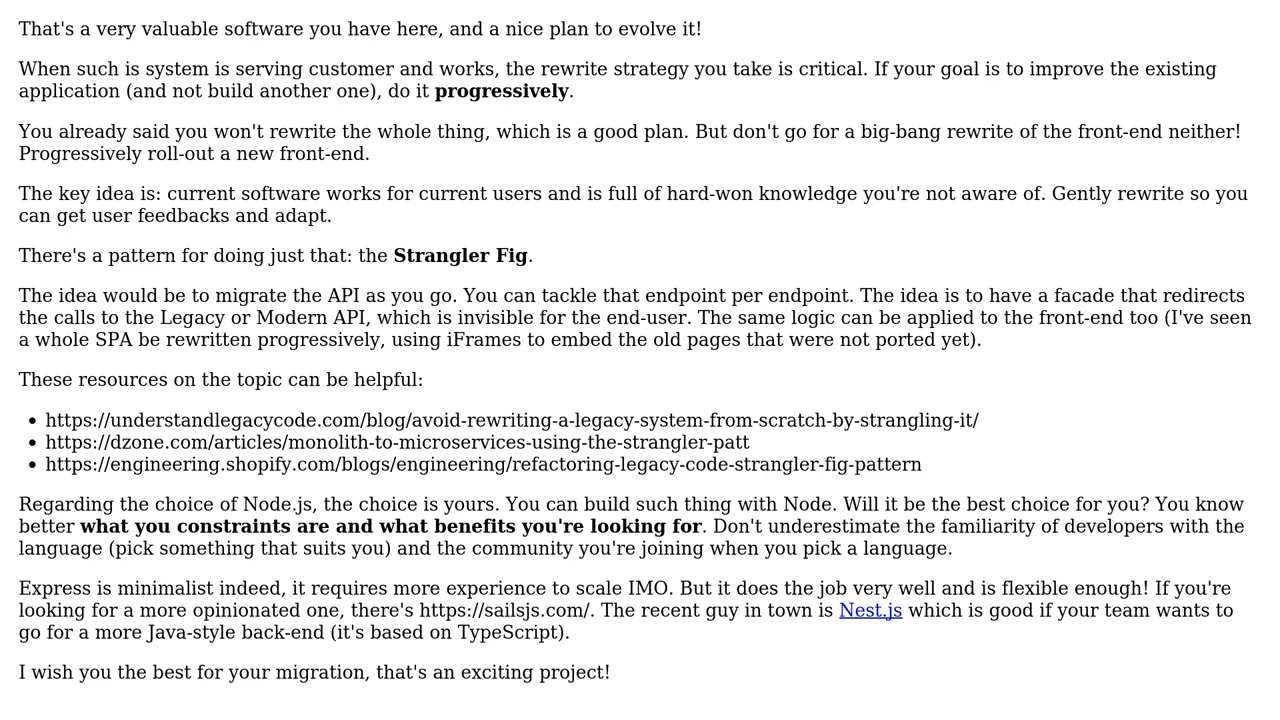 That's a very valuable software you have here, and a nice plan to evolve it!
When such is system is serving customer and works, the rewrite strategy you take is critical. If your goal is to improve the existing
application (and not build another one), do it progressively.
You already said you won't rewrite the whole thing, which is a good plan. But don't go for a big-bang rewrite of the front-end neither!
Progressively roll-out a new front-end.
The key idea is: current software works for current users and is full of hard-won knowledge you're not aware of. Gently rewrite so you
can get user feedbacks and adapt.
There's a pattern for doing just that: the Strangler Fig.
The idea would be to migrate the API as you go. You can tackle that endpoint per endpoint. The idea is to have a facade that redirects
the calls to the Legacy or Modern API, which is invisible for the end-user. The same logic can be applied to the front-end too (I've seen
a whole SPA be rewritten progressively, using iFrames to embed the old pages that were not ported yet).
These resources on the topic can be helpful:
• https://understandlegacycode.com/blog/avoid-rewriting-a-legacy-system-from-scratch-by-strangling-it/
• https://dzone.com/articles/monolith-to-microservices-using-the-strangler-patt
• https://engineering.shopify.com/blogs/engineering/refactoring-legacy-code-strangler-fig-pattern
Regarding the choice of Node.js, the choice is yours. You can build such thing with Node. Will it be the best choice for you? You know
better what you constraints are and what benefits you're looking for. Don't underestimate the familiarity of developers with the
language (pick something that suits you) and the community you're joining when you pick a language.
Express is minimalist indeed, it requires more experience to scale IMO. But it does the job very well and is flexible enough! If you're
looking for a more opinionated one, there's https://sailsjs.com/. The recent guy in town is Nest.js which is good if your team wants to
go for a more Java-style back-end (it's based on TypeScript).
I wish you the best for your migration, that's an exciting project!